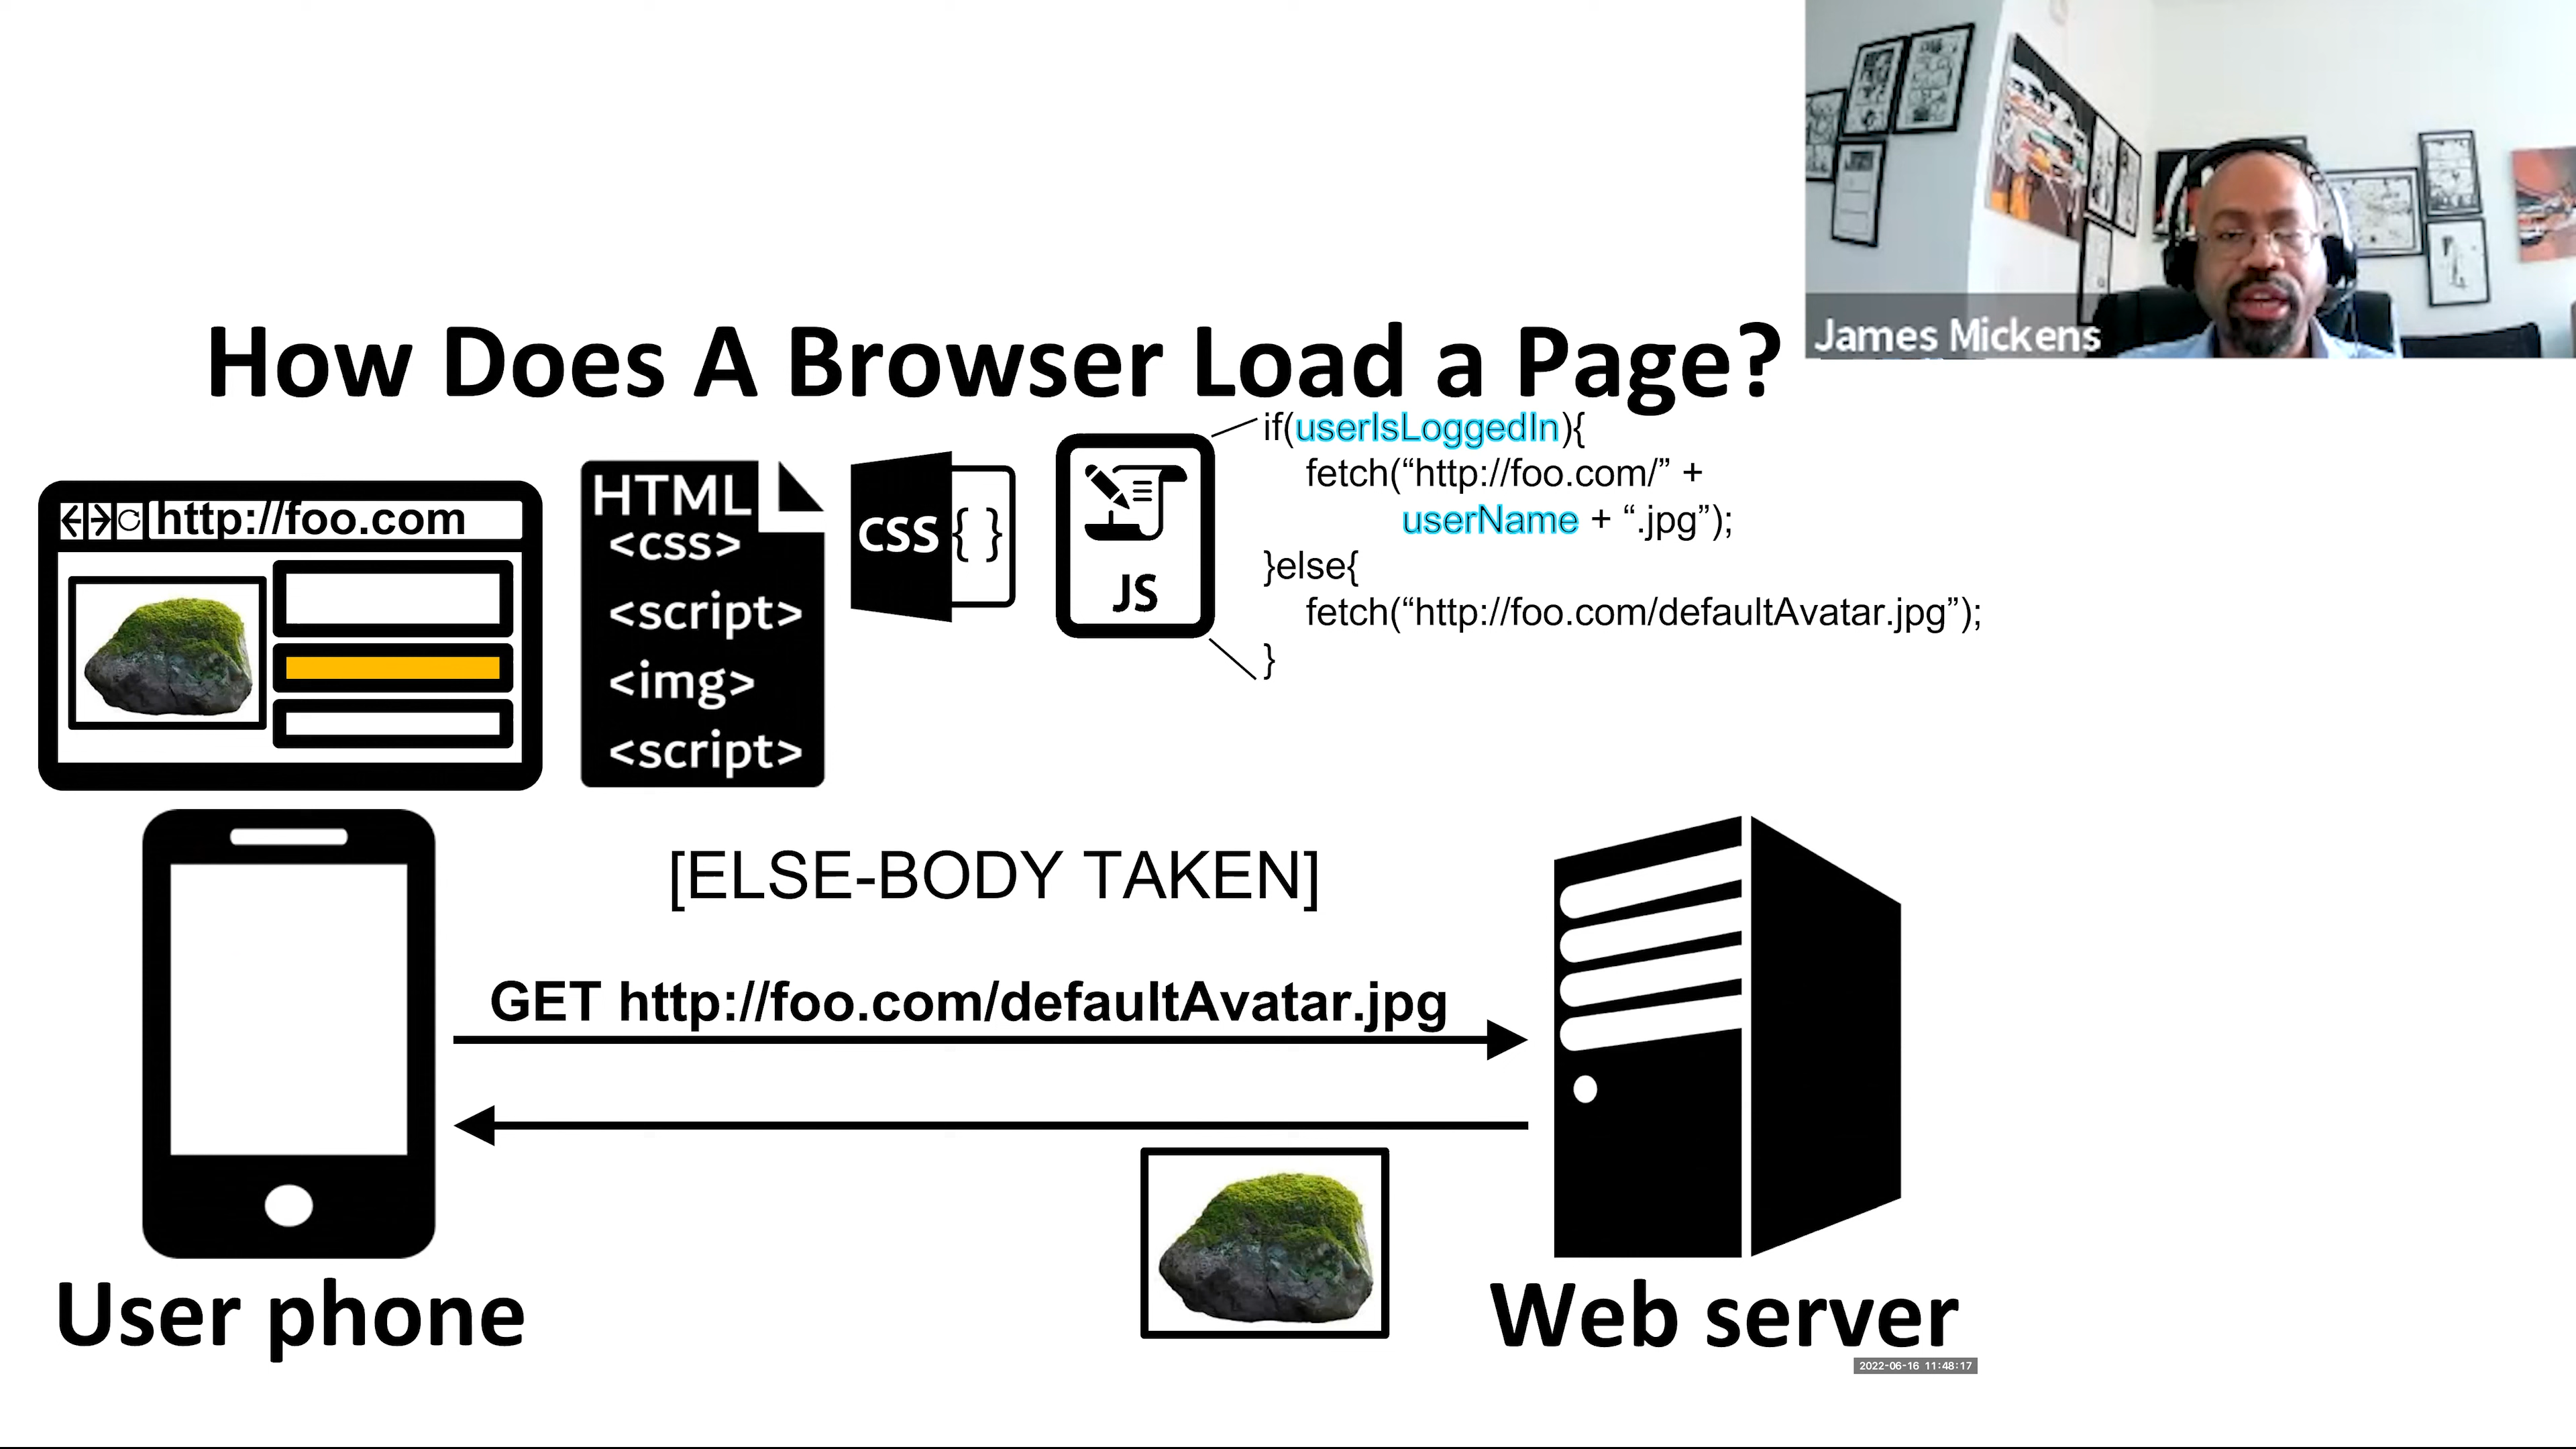 James Mickens
How Does A Browser Load a Page?
http://foo.com
HTML
<css>
<script>
<img>
<script>
CSS { }
JS
if(userIsLoggedIn){
fetch(“http://foo.com/” +
userName + “.jpg”);
}else{
fetch(“http://foo.com/defaultAvatar.jpg”);
}
[ELSE-BODY TAKEN]
GET http://foo.com/defaultAvatar.jpg
User phone
Web server
2022-06-16 11:48:17